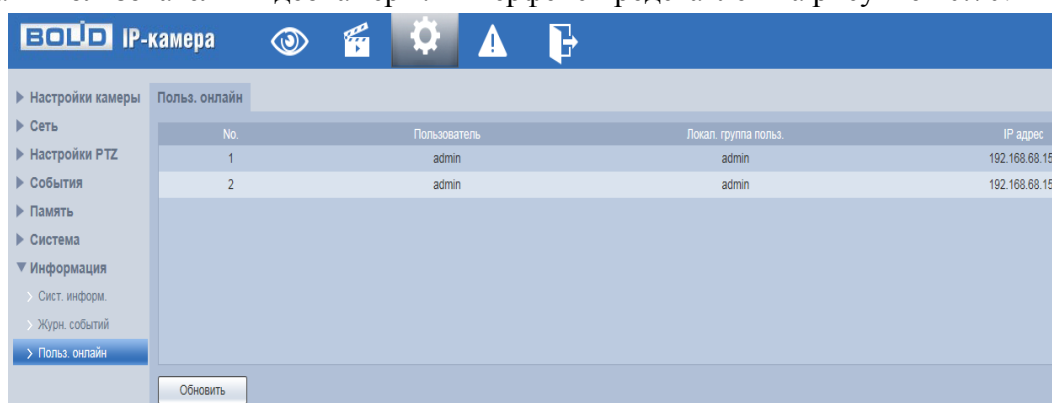 BOLID IP-камера
Настройки камеры
Сеть
Настройки PTZ
События
Память
Система
Информация
Сист. информ.
Журн. событий
Польз. онлайн
Польз. онлайн
No. Пользователь Локал. группа польз. IP адрес
1 admin admin 192.168.68.15
2 admin admin 192.168.68.15
Обновить